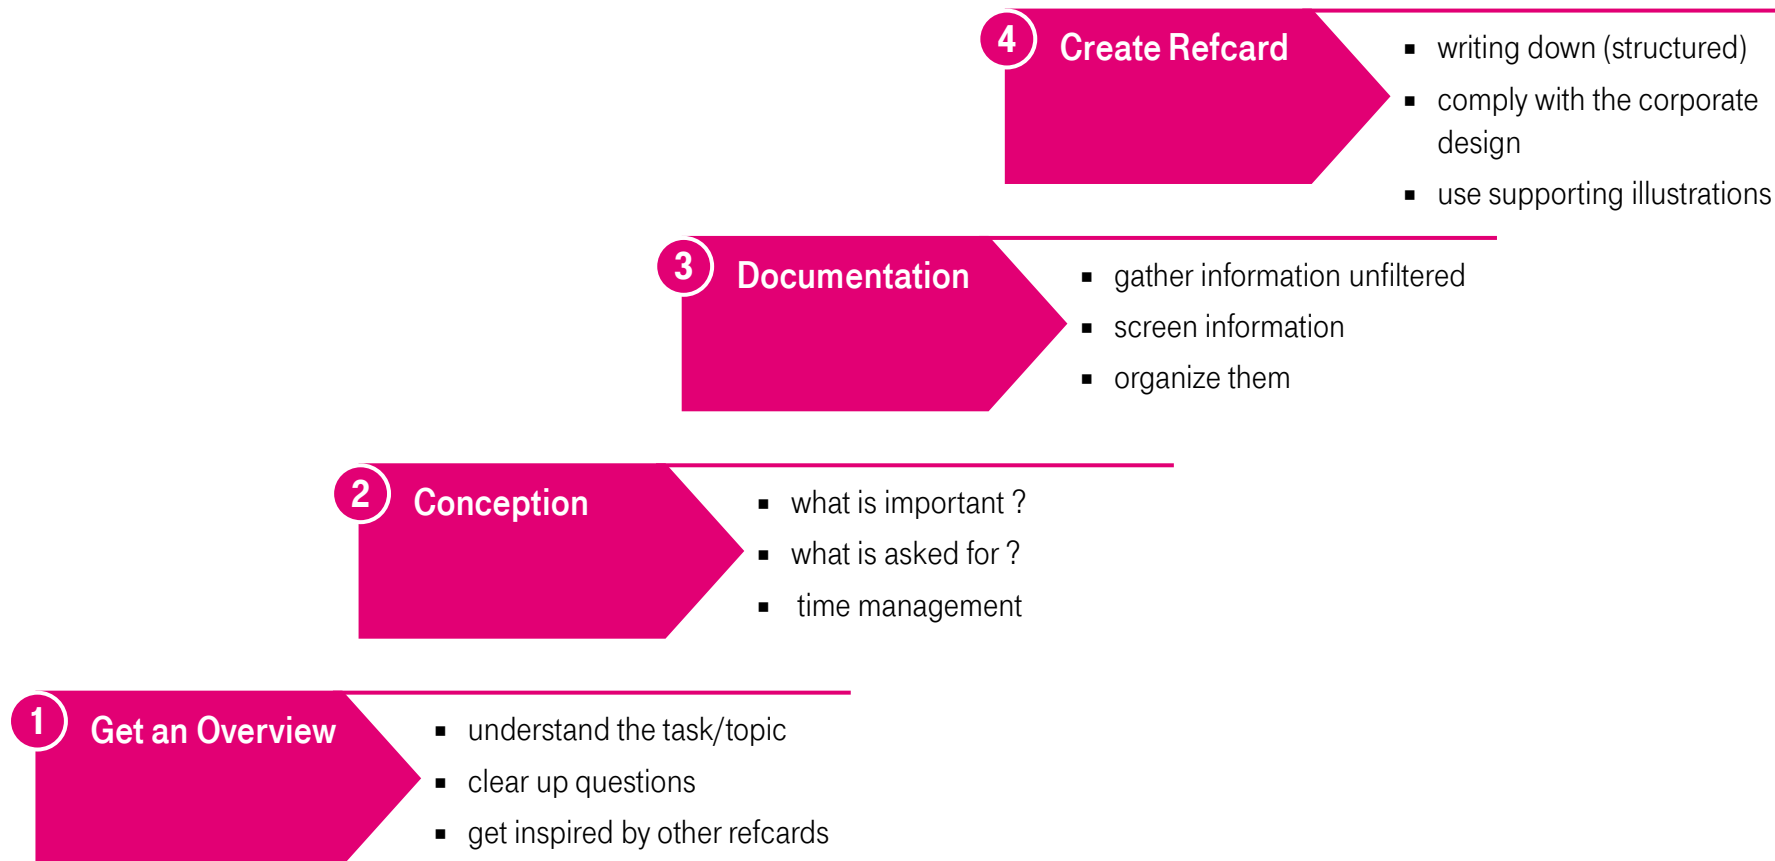 4 Create Refcard
▪ writing down (structured)
▪ comply with the corporate
design
▪ use supporting illustrations
3 Documentation
▪ gather information unfiltered
▪ screen information
▪ organize them
2 Conception
▪ what is important ?
▪ what is asked for ?
▪ time management
1 Get an Overview
▪ understand the task/topic
▪ clear up questions
▪ get inspired by other refcards